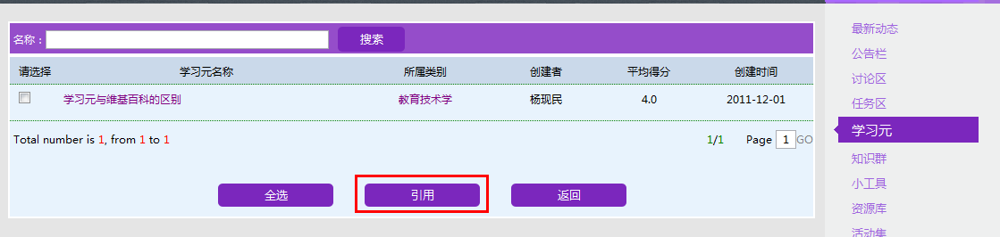 名称：
搜索
请选择 学习元名称 所属类别 创建者 平均得分 创建时间
学习元与维基百科的区别 教育技术学 杨现民 4.0 2011-12-01
Total number is 1, from 1 to 1
1/1 Page 1 GO
全选 引用 返回
最新动态
公告栏
讨论区
任务区
学习元
知识群
小工具
资源库
活动集